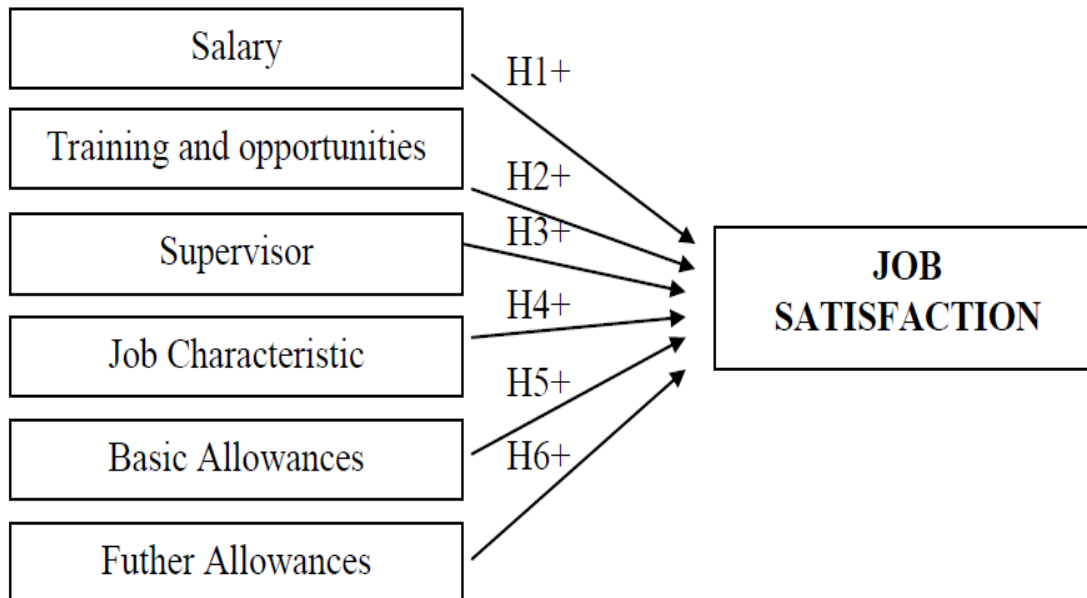 Salary
H1+
Training and opportunities
H2+
Supervisor
H3+
JOB
SATISFACTION
Job Characteristic
H4+
Basic Allowances
H5+
Futher Allowances
H6+